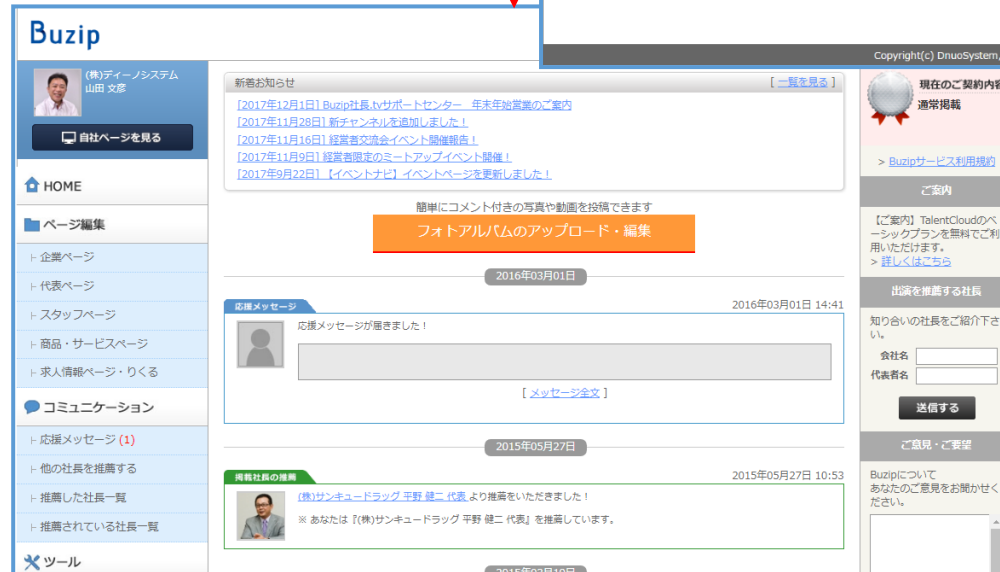 Buzip
(株)ディーノシステム
山田 文彦
自社ページを見る
HOME
ページ編集
企業ページ
代表ページ
スタッフページ
商品・サービスページ
求人情報ページ・りくる
コミュニケーション
応援メッセージ (1)
他の社長を推薦する
推薦した社長一覧
推薦されている社長一覧
ツール
新着お知らせ
[ 一覧を見る ]
[2017年12月1日] Buzip社長.tvサポートセンター 年末年始営業のご案内
[2017年11月28日] 新チャンネルを追加しました！
[2017年11月16日] 経営者交流会イベント開催報告！
[2017年11月9日] 経営者限定のミートアップイベント開催！
[2017年9月22日] 【イベントナビ】イベントページを更新しました！
簡単にコメント付きの写真や動画を投稿できます
フォトアルバムのアップロード・編集
2016年03月01日
応援メッセージ
2016年03月01日 14:41
応援メッセージが届きました！
[ メッセージ全文 ]
2015年05月27日
掲載社長の推薦
2015年05月27日 10:53
(株)サンキュードラッグ 平野 健二 代表 より推薦をいただきました！
※ あなたは『(株)サンキュードラッグ 平野 健二 代表』を推薦しています。
Copyright(c) DnuoSystem,
現在のご契約内容
通常掲載
> Buzipサービス利用規約
ご案内
【ご案内】TalentCloudのベ
ーシックプランを無料でご利
用いただけます。
> 詳しくはこちら
出演を推薦する社長
知り合いの社長をご紹介下さ
い。
会社名
代表者名
送信する
ご意見・ご要望
Buzipについて
あなたのご意見をお聞かせく
ださい。